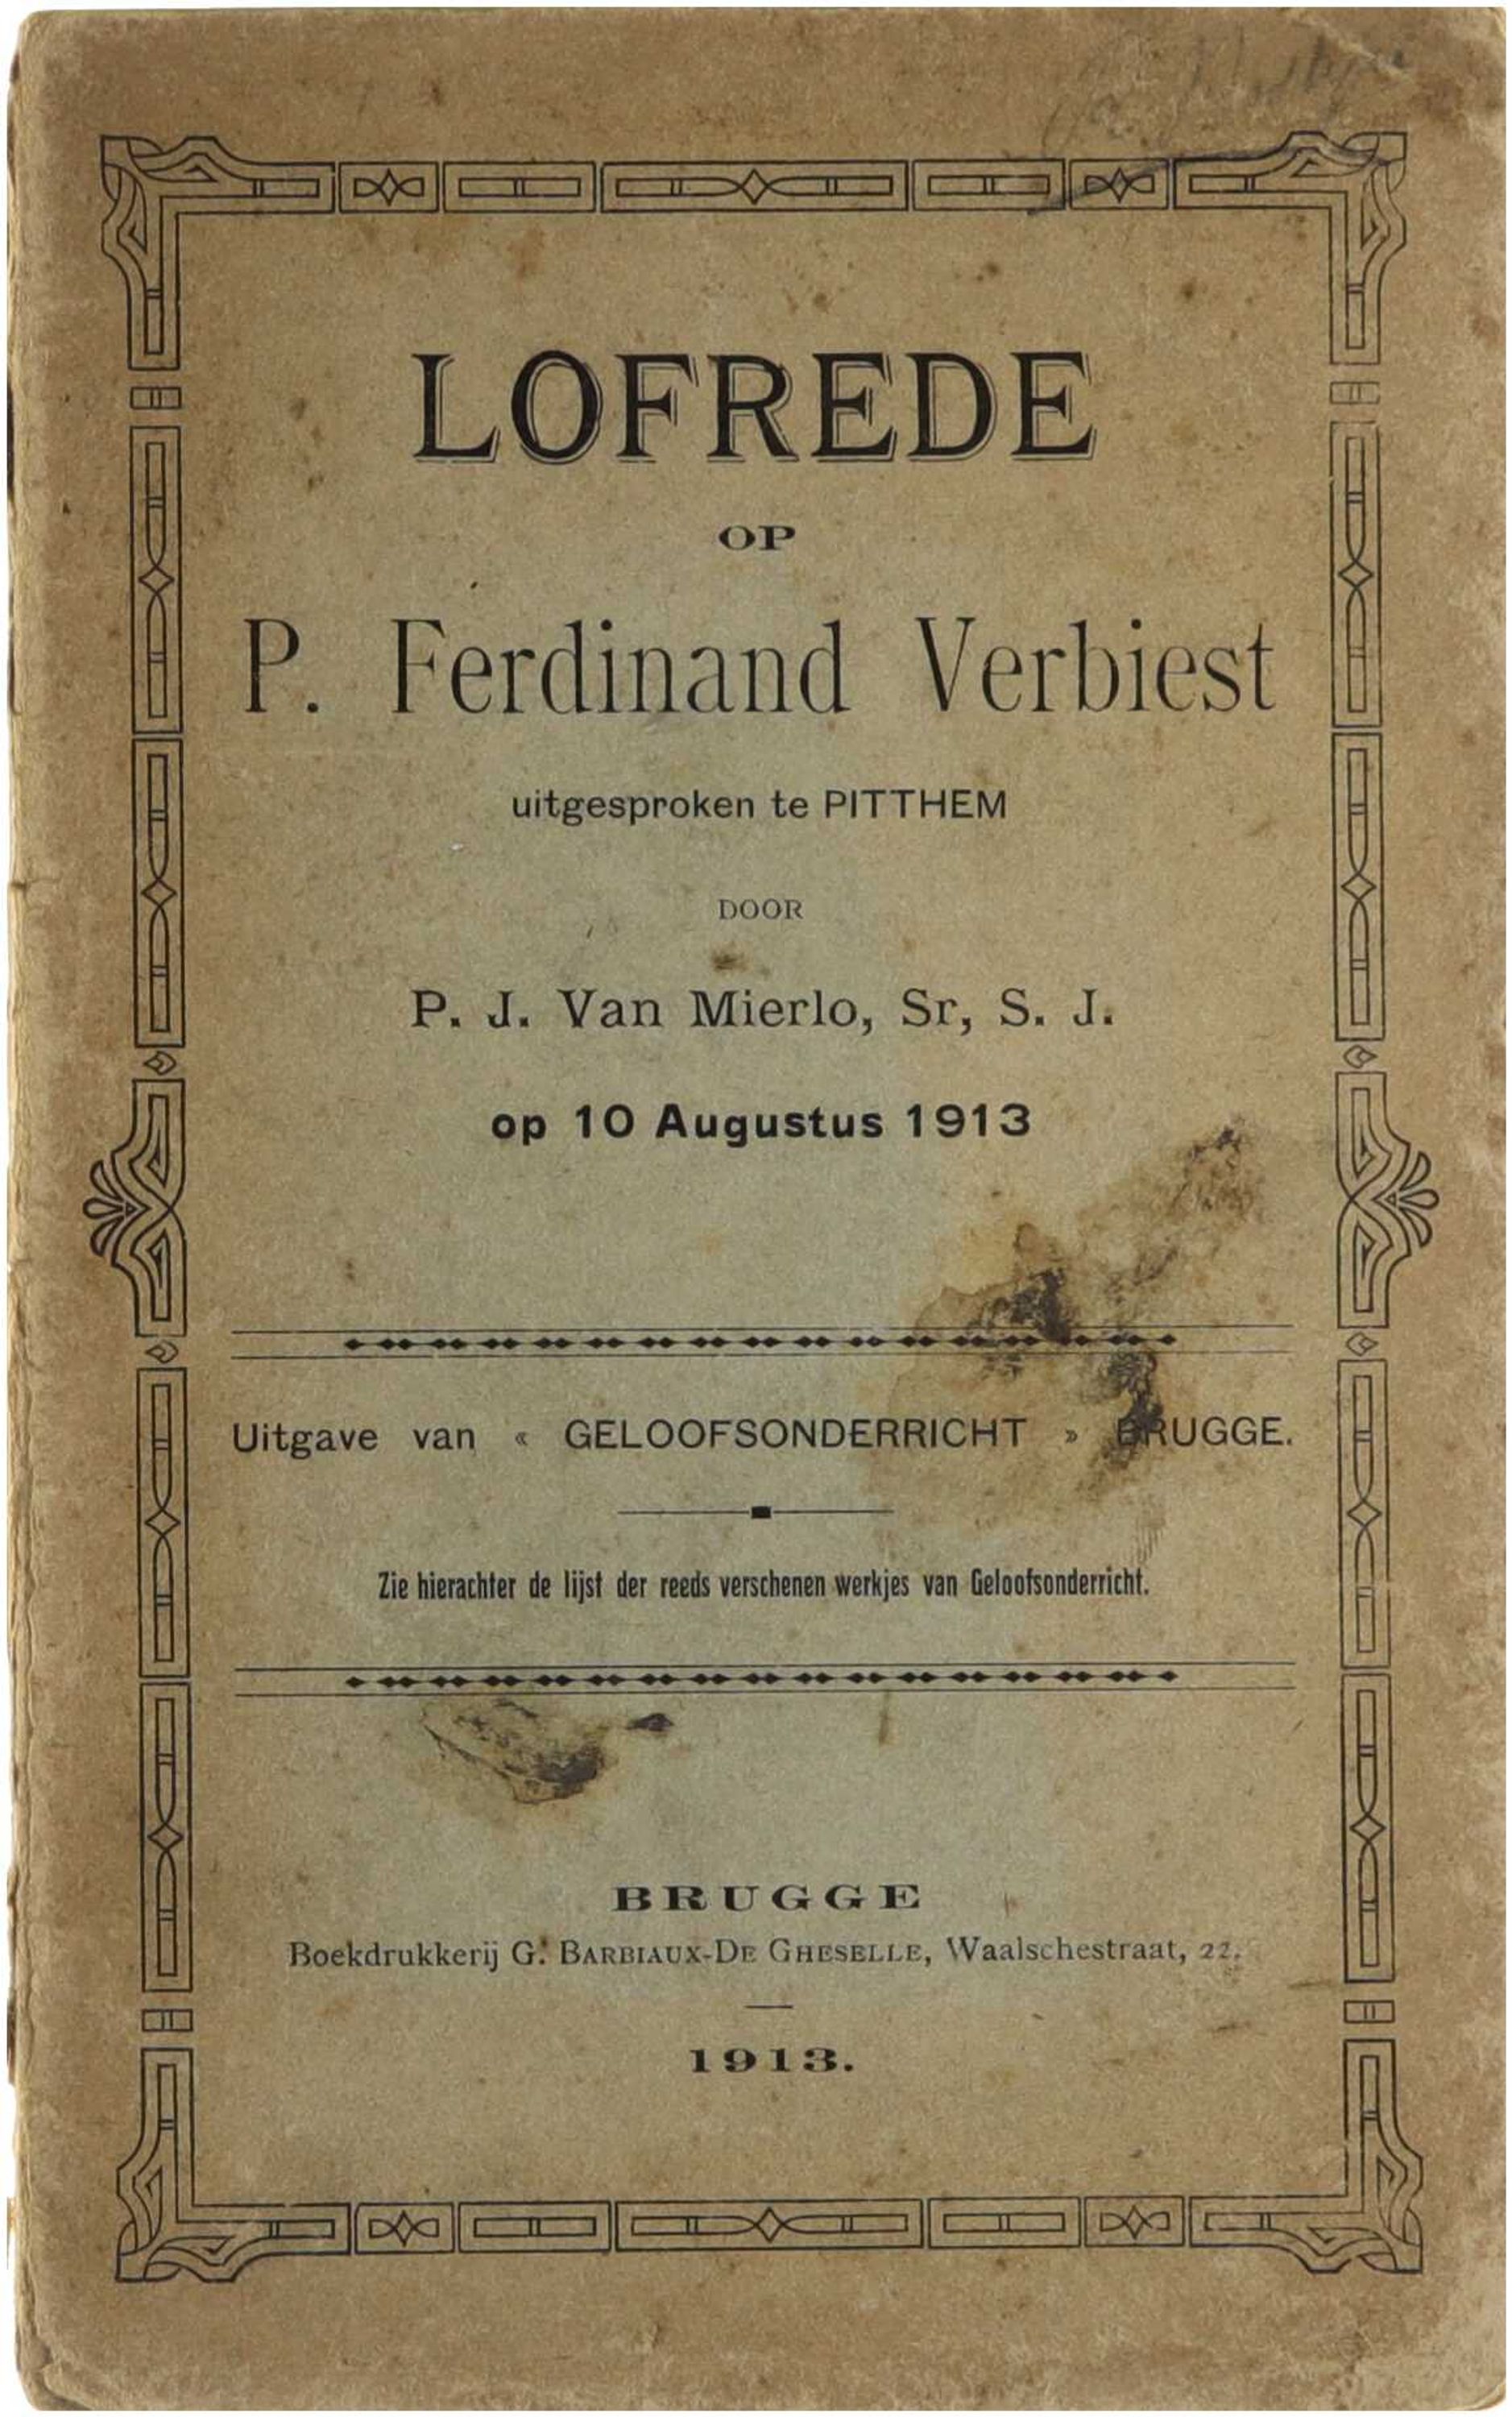 LOFREDE
OP
P. Ferdinand Verbiest
uitgesproken te PITTHEM
DOOR
P. J. Van Mierlo, Sr, S. J.
op 10 Augustus 1913
Uitgave van « GELOOFSONDERRICHT » BRUGGE.
Zie hierachter de lijst der reeds verschenen werkjes van Geloofsonderricht.
BRUGGE
Boekdrukkerij G. BARBIAUX-DE GHESELLE, Waalschestraat, 22.
1913.